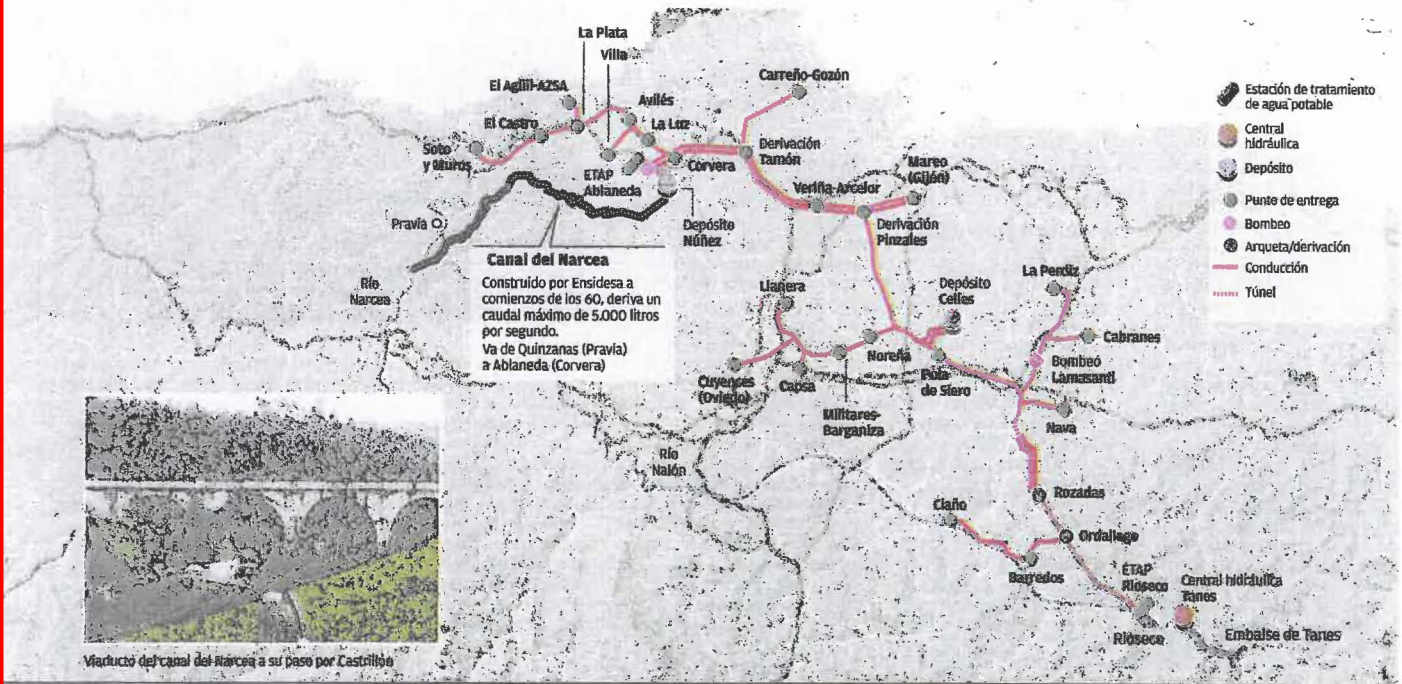 La Plata
Villa
El Agüil-AZSA
Avilés
El Castro
La Luz
Soto
y Muros
ETAP
Ablaneda
Corvera
Carreño-Gozón
Derivación
Tamón
Mareo
(Gijón)
Veriña-Arcelor
Derivación
Pinzales
Depósito
Núñez
Pravia
Río
Narcea
Canal del Narcea
Construido por Ensidesa a
comienzos de los 60, deriva un
caudal máximo de 5.000 litros
por segundo.
Va de Quinzanas (Pravia)
a Ablaneda (Corvera)
Llanera
Depósito
Celles
La Perdiz
Cabranes
Bombeo
Lamasanti
Noreña
Pola
de Siero
Cuyences
(Oviedo)
Capsa
Militares-
Barganiza
Nava
Río
Nalón
Rozadas
Ciaño
Ordaliego
Barredos
ETAP
Rioseco
Central hidráulica
Tanes
Rioseco
Embalse de Tanes
Estación de tratamiento
de agua potable
Central
hidráulica
Depósito
Punto de entrega
Bombeo
Arqueta/derivación
Conducción
Túnel
Viaducto del canal del Narcea a su paso por Castrillón